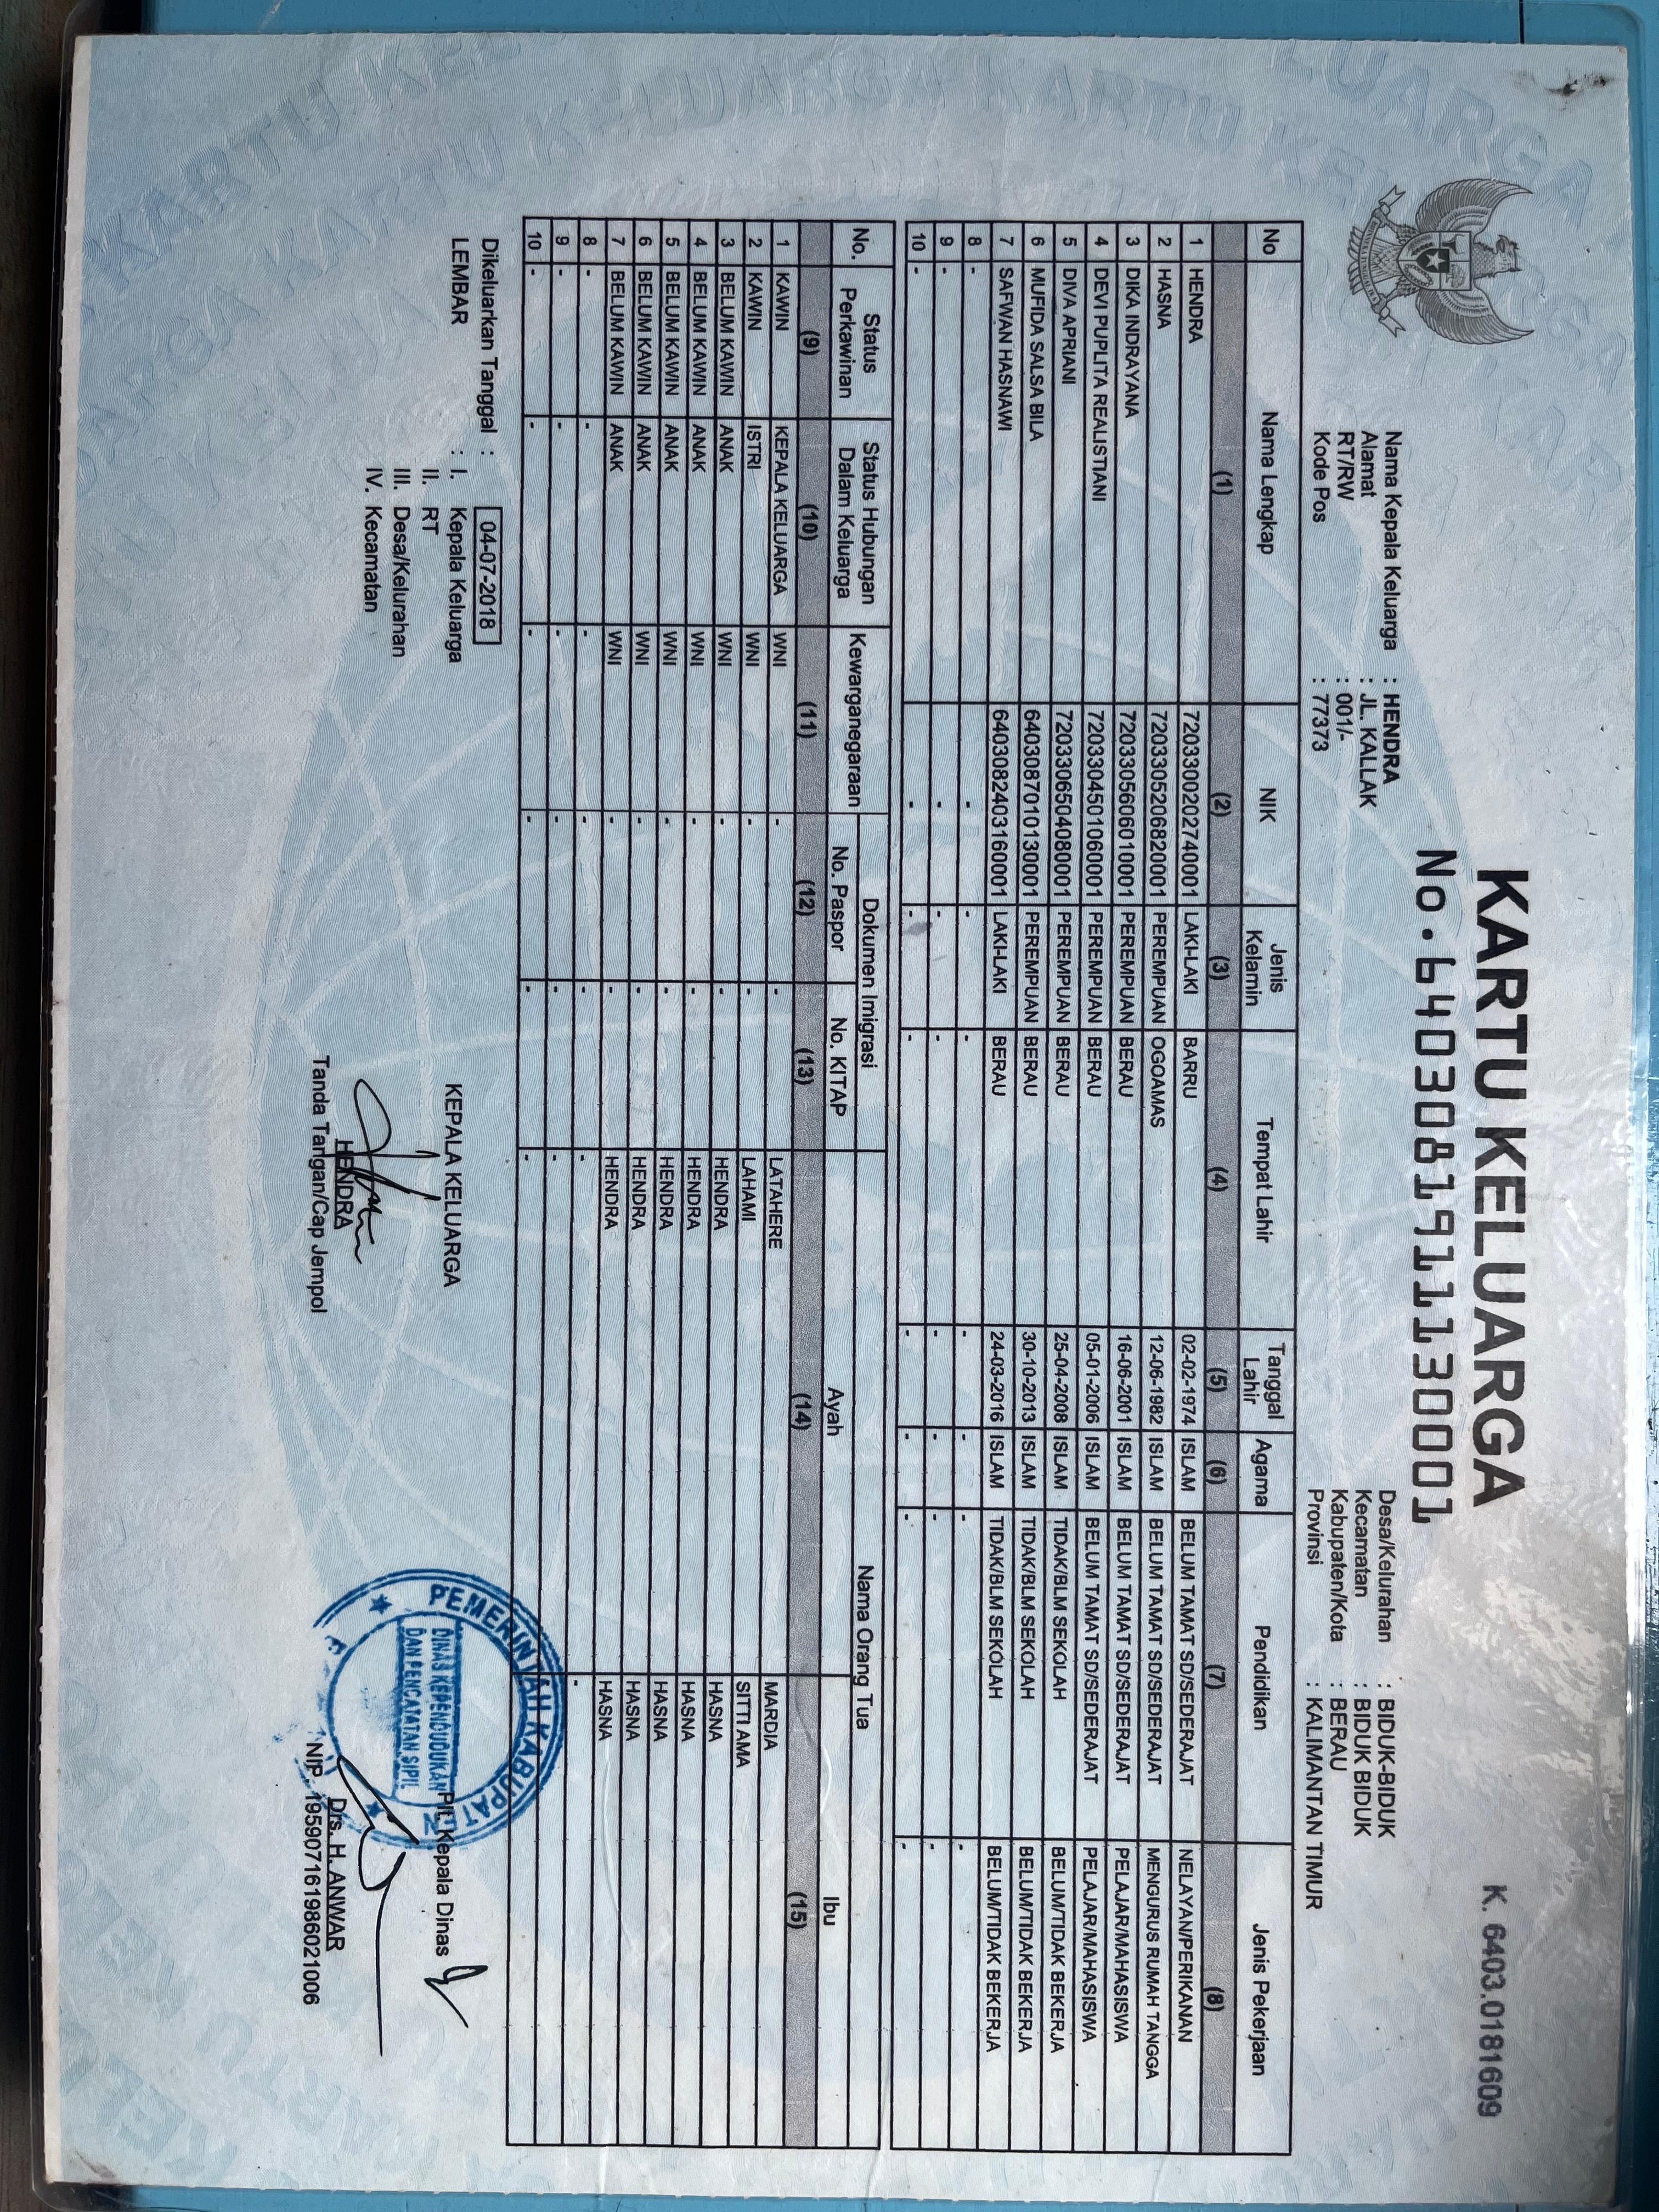 K. 6403.0181609
KARTU KELUARGA
No. 6403081911130001
Nama Kepala Keluarga : HENDRA
Alamat : JL. KALLAK
RT/RW : 001/-
Kode Pos : 77373
Desa/Kelurahan : BIDUK-BIDUK
Kecamatan : BIDUK BIDUK
Kabupaten/Kota : BERAU
Provinsi : KALIMANTAN TIMUR
No Nama Lengkap NIK Jenis Kelamin Tempat Lahir Tanggal Lahir Agama Pendidikan Jenis Pekerjaan
(1) (2) (3) (4) (5) (6) (7) (8)
1 HENDRA 7203300202740001 LAKI-LAKI BARRU 02-02-1974 ISLAM BELUM TAMAT SD/SEDERAJAT NELAYAN/PERIKANAN
2 HASNA 7203305206820001 PEREMPUAN OGOAMAS 12-06-1982 ISLAM BELUM TAMAT SD/SEDERAJAT MENGURUS RUMAH TANGGA
3 DIKA INDRAYANA 7203305606010001 PEREMPUAN BERAU 16-06-2001 ISLAM BELUM TAMAT SD/SEDERAJAT PELAJAR/MAHASISWA
4 DEVI PUPLITA REALISTIANI 7203304501060001 PEREMPUAN BERAU 05-01-2006 ISLAM BELUM TAMAT SD/SEDERAJAT PELAJAR/MAHASISWA
5 DIVA APRIANI 7203306504080001 PEREMPUAN BERAU 25-04-2008 ISLAM TIDAK/BLM SEKOLAH BELUM/TIDAK BEKERJA
6 MUFIDA SALSA BILA 6403087010130001 PEREMPUAN BERAU 30-10-2013 ISLAM TIDAK/BLM SEKOLAH BELUM/TIDAK BEKERJA
7 SAFWAN HASNAWI 6403082403160001 LAKI-LAKI BERAU 24-03-2016 ISLAM TIDAK/BLM SEKOLAH BELUM/TIDAK BEKERJA
8 - - - - - - - -
9 - - - - - - - -
10 - - - - - - - -
No. Status Perkawinan Status Hubungan Dalam Keluarga Kewarganegaraan Dokumen Imigrasi Nama Orang Tua
No. Paspor No. KITAP Ayah Ibu
(9) (10) (11) (12) (13) (14) (15)
1 KAWIN KEPALA KELUARGA WNI - - LATAHERE MARDIA
2 KAWIN ISTRI WNI - - LAHAMI SITTI AMA
3 BELUM KAWIN ANAK WNI - - HENDRA HASNA
4 BELUM KAWIN ANAK WNI - - HENDRA HASNA
5 BELUM KAWIN ANAK WNI - - HENDRA HASNA
6 BELUM KAWIN ANAK WNI - - HENDRA HASNA
7 BELUM KAWIN ANAK WNI - - HENDRA HASNA
8 - - - - - - -
9 - - - - - -
10 - - - - - -
Dikeluarkan Tanggal : 04-07-2018
LEMBAR : I. Kepala Keluarga
II. RT
III. Desa/Kelurahan
IV. Kecamatan
KEPALA KELUARGA
HENDRA
Tanda Tangan/Cap Jempol
Plt. Kepala Dinas
PEMERINTAH KABUPATEN
DINAS KEPENDUDUKAN
DAN PENCATATAN SIPIL
Drs. H. ANWAR
NIP. 195907161986021006